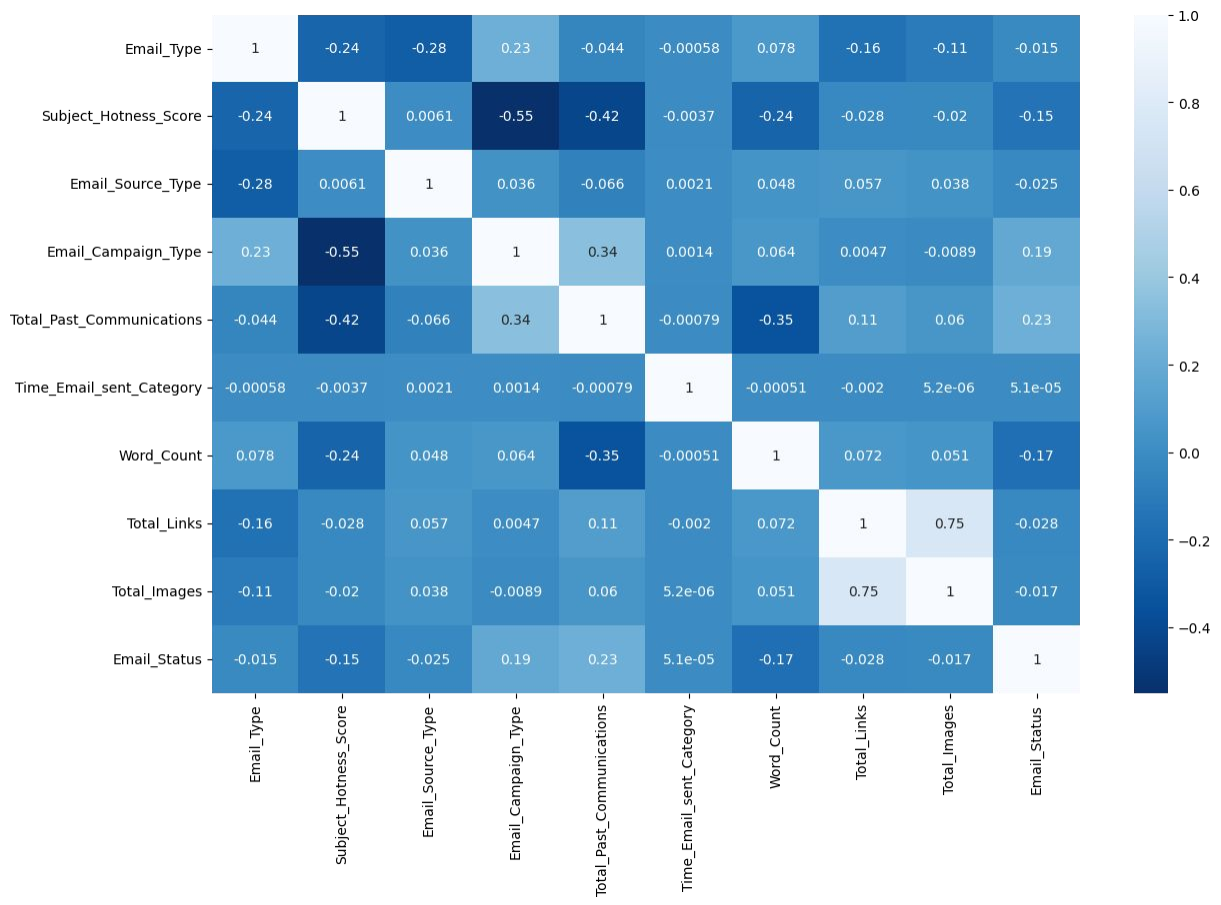 Email_Type 1 -0.24 -0.28 0.23 -0.044 -0.00058 0.078 -0.16 -0.11 -0.015
Subject_Hotness_Score -0.24 1 0.0061 -0.55 -0.42 -0.0037 -0.24 -0.028 -0.02 -0.15
Email_Source_Type -0.28 0.0061 1 0.036 -0.066 0.0021 0.048 0.057 0.038 -0.025
Email_Campaign_Type 0.23 -0.55 0.036 1 0.34 0.0014 0.064 0.0047 -0.0089 0.19
Total_Past_Communications -0.044 -0.42 -0.066 0.34 1 -0.00079 -0.35 0.11 0.06 0.23
Time_Email_sent_Category -0.00058 -0.0037 0.0021 0.0014 -0.00079 1 -0.00051 -0.002 5.2e-06 5.1e-05
Word_Count 0.078 -0.24 0.048 0.064 -0.35 -0.00051 1 0.072 0.051 -0.17
Total_Links -0.16 -0.028 0.057 0.0047 0.11 -0.002 0.072 1 0.75 -0.028
Total_Images -0.11 -0.02 0.038 -0.0089 0.06 5.2e-06 0.051 0.75 1 -0.017
Email_Status -0.015 -0.15 -0.025 0.19 0.23 5.1e-05 -0.17 -0.028 -0.017 1
Email_Type
Subject_Hotness_Score
Email_Source_Type
Email_Campaign_Type
Total_Past_Communications
Time_Email_sent_Category
Word_Count
Total_Links
Total_Images
Email_Status
1.0
0.8
0.6
0.4
0.2
0.0
−0.2
−0.4